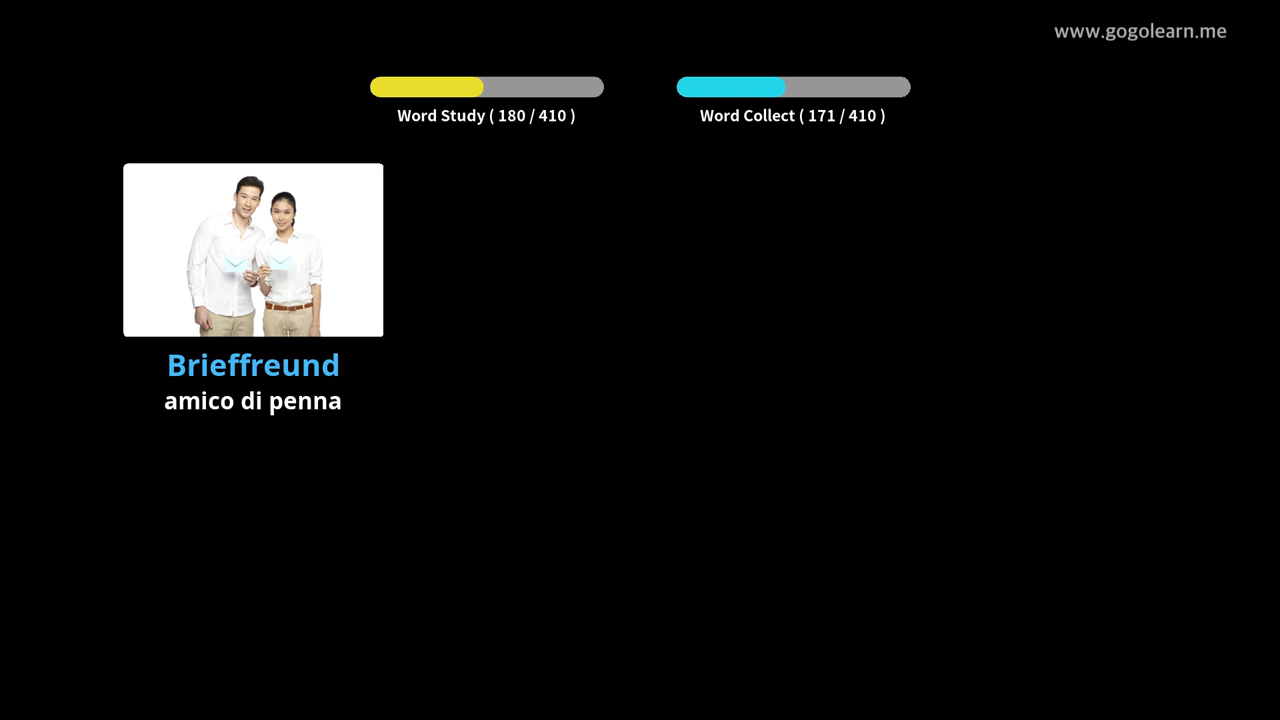 www.gogolearn.me
Word Study ( 180 / 410 )
Word Collect ( 171 / 410 )
Brieffreund
amico di penna